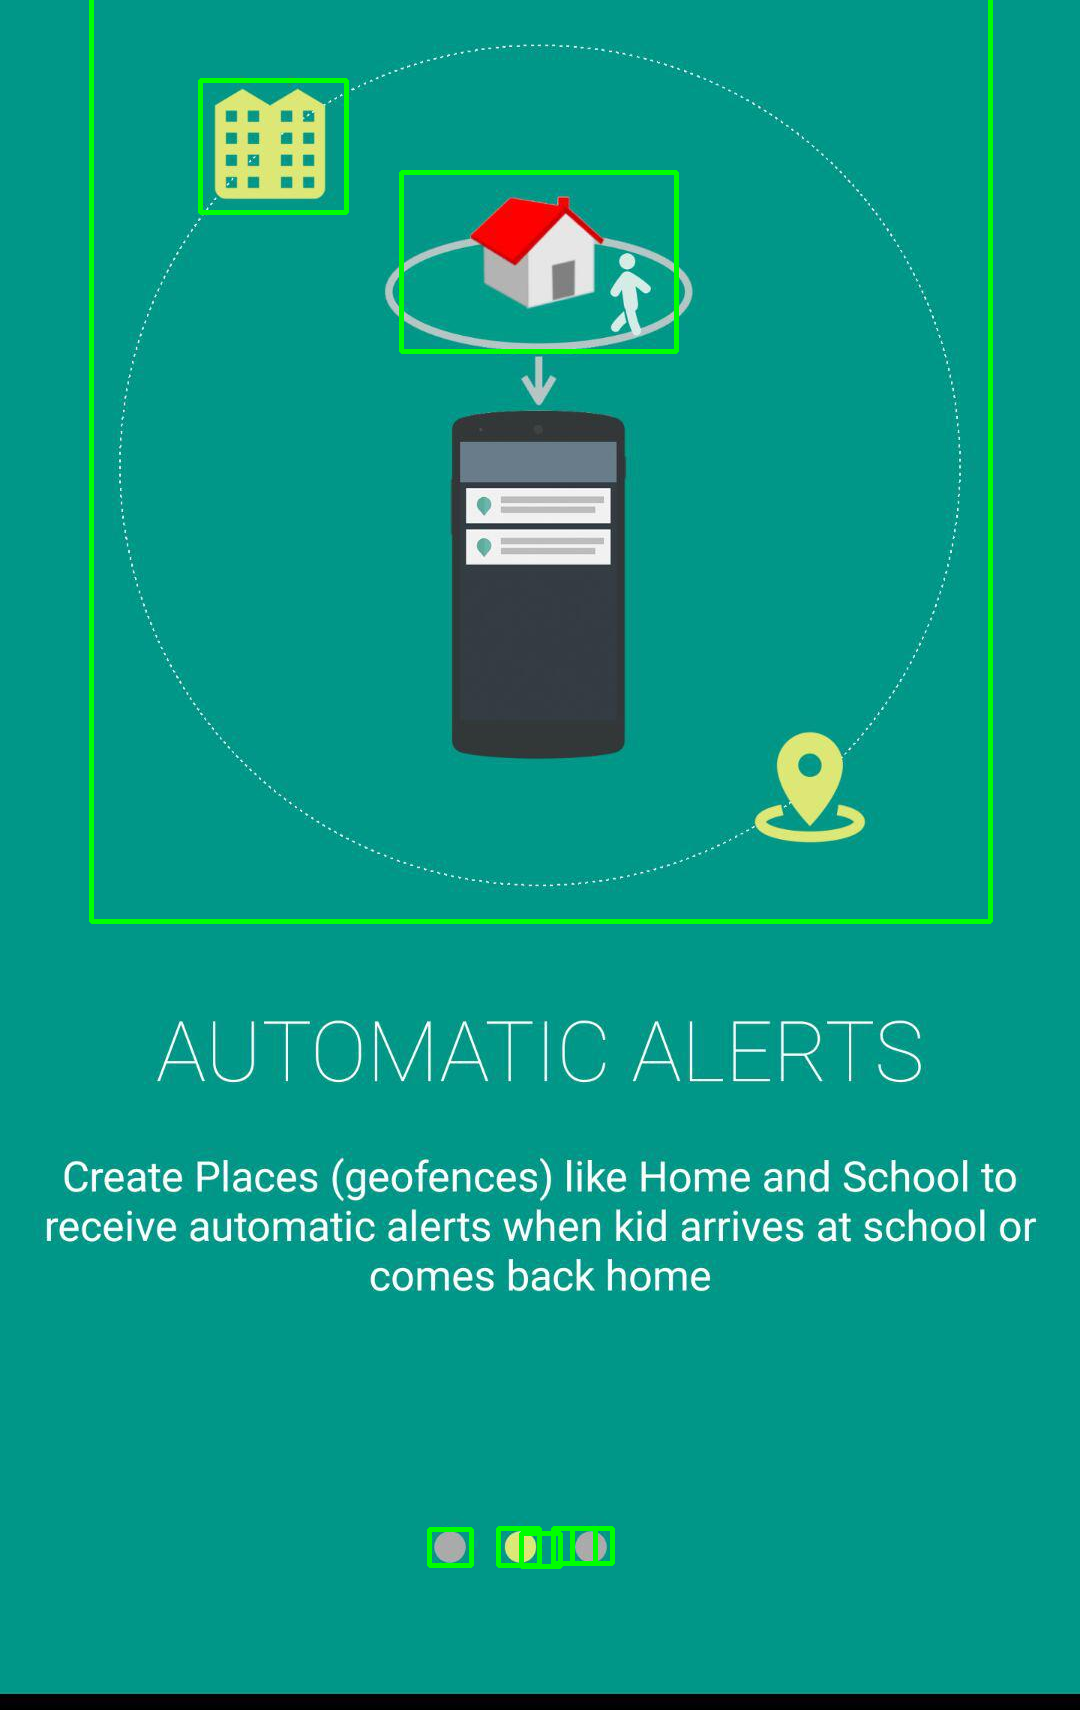 AUTOMATIC ALERTS
Create Places (geofences) like Home and School to
receive automatic alerts when kid arrives at school or
comes back home